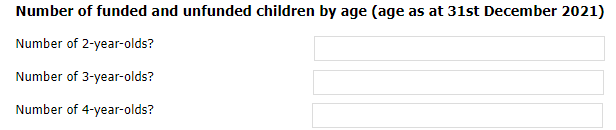 Number of funded and unfunded children by age (age as at 31st December 2021)
Number of 2-year-olds?
Number of 3-year-olds?
Number of 4-year-olds?